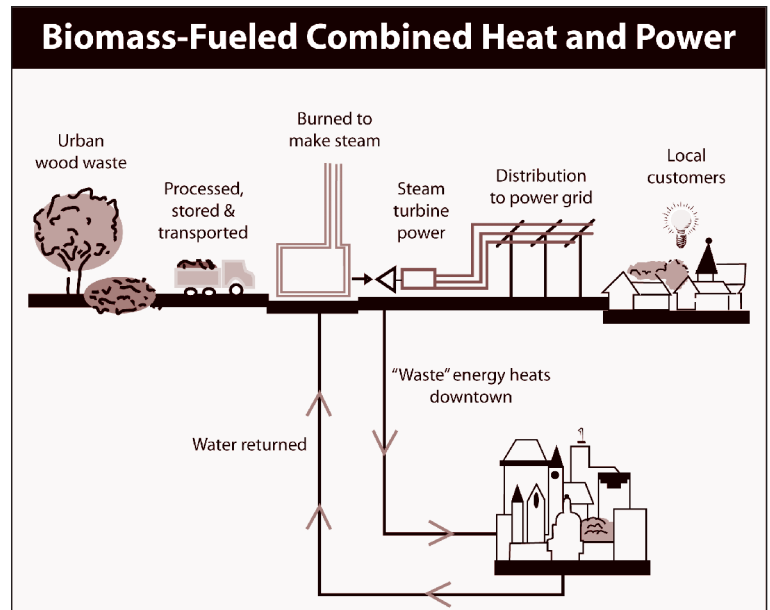 Biomass-Fueled Combined Heat and Power
Urban
wood waste
Processed,
stored &
transported
Burned to
make steam
Steam
turbine
power
Distribution
to power grid
Local
customers
“Waste” energy heats
downtown
Water returned